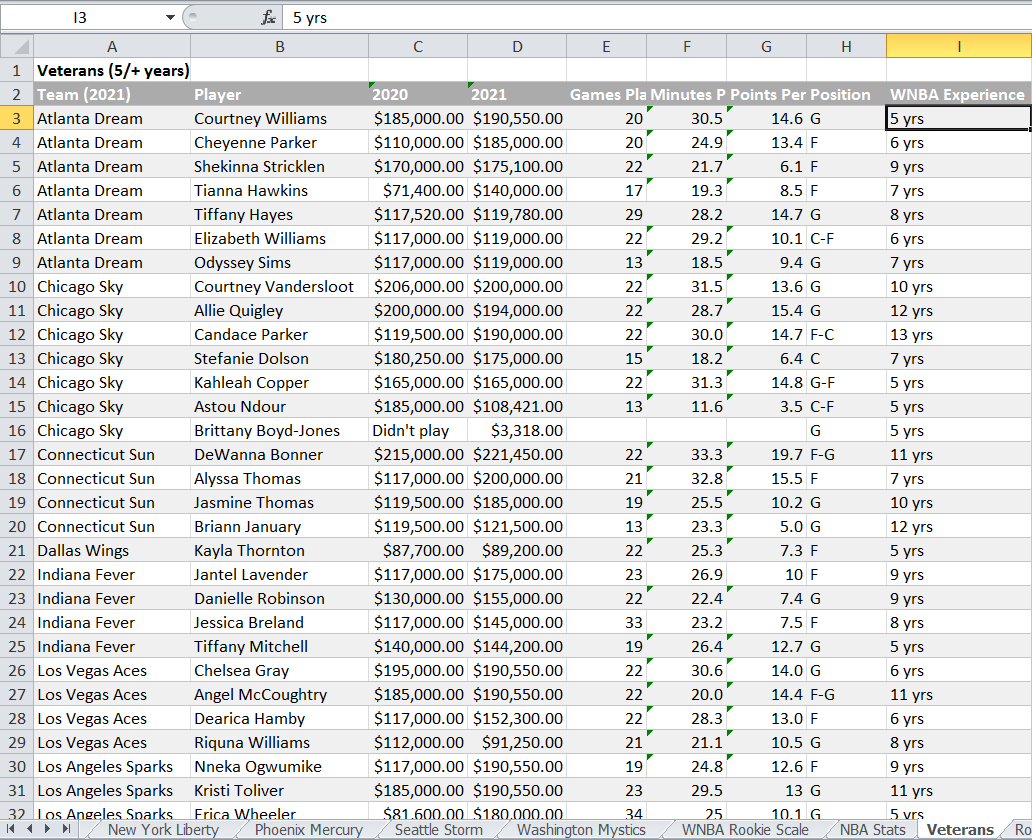 I3 fx 5 yrs
A B C D E F G H I
1 Veterans (5/+ years)
2 Team (2021) Player 2020 2021 Games Pla Minutes P Points Per Position WNBA Experience
3 Atlanta Dream Courtney Williams $185,000.00 $190,550.00 20 30.5 14.6 G 5 yrs
4 Atlanta Dream Cheyenne Parker $110,000.00 $185,000.00 20 24.9 13.4 F 6 yrs
5 Atlanta Dream Shekinna Stricklen $170,000.00 $175,100.00 22 21.7 6.1 F 9 yrs
6 Atlanta Dream Tianna Hawkins $71,400.00 $140,000.00 17 19.3 8.5 F 7 yrs
7 Atlanta Dream Tiffany Hayes $117,520.00 $119,780.00 29 28.2 14.7 G 8 yrs
8 Atlanta Dream Elizabeth Williams $117,000.00 $119,000.00 22 29.2 10.1 C-F 6 yrs
9 Atlanta Dream Odyssey Sims $117,000.00 $119,000.00 13 18.5 9.4 G 7 yrs
10 Chicago Sky Courtney Vandersloot $206,000.00 $200,000.00 22 31.5 13.6 G 10 yrs
11 Chicago Sky Allie Quigley $200,000.00 $194,000.00 22 28.7 15.4 G 12 yrs
12 Chicago Sky Candace Parker $119,500.00 $190,000.00 22 30.0 14.7 F-C 13 yrs
13 Chicago Sky Stefanie Dolson $180,250.00 $175,000.00 15 18.2 6.4 C 7 yrs
14 Chicago Sky Kahleah Copper $165,000.00 $165,000.00 22 31.3 14.8 G-F 5 yrs
15 Chicago Sky Astou Ndour $185,000.00 $108,421.00 13 11.6 3.5 C-F 5 yrs
16 Chicago Sky Brittany Boyd-Jones Didn't play $3,318.00 G 5 yrs
17 Connecticut Sun DeWanna Bonner $215,000.00 $221,450.00 22 33.3 19.7 F-G 11 yrs
18 Connecticut Sun Alyssa Thomas $117,000.00 $200,000.00 21 32.8 15.5 F 7 yrs
19 Connecticut Sun Jasmine Thomas $119,500.00 $185,000.00 19 25.5 10.2 G 10 yrs
20 Connecticut Sun Briann January $119,500.00 $121,500.00 13 23.3 5.0 G 12 yrs
21 Dallas Wings Kayla Thornton $87,700.00 $89,200.00 22 25.3 7.3 F 5 yrs
22 Indiana Fever Jantel Lavender $117,000.00 $175,000.00 23 26.9 10 F 9 yrs
23 Indiana Fever Danielle Robinson $130,000.00 $155,000.00 22 22.4 7.4 G 9 yrs
24 Indiana Fever Jessica Breland $117,000.00 $145,000.00 33 23.2 7.5 F 8 yrs
25 Indiana Fever Tiffany Mitchell $140,000.00 $144,200.00 19 26.4 12.7 G 5 yrs
26 Los Vegas Aces Chelsea Gray $195,000.00 $190,550.00 22 30.6 14.0 G 6 yrs
27 Los Vegas Aces Angel McCoughtry $185,000.00 $190,550.00 22 20.0 14.4 F-G 11 yrs
28 Los Vegas Aces Dearica Hamby $117,000.00 $152,300.00 22 28.3 13.0 F 6 yrs
29 Los Vegas Aces Riquna Williams $112,000.00 $91,250.00 21 21.1 10.5 G 8 yrs
30 Los Angeles Sparks Nneka Ogwumike $117,000.00 $190,550.00 19 24.8 12.6 F 9 yrs
31 Los Angeles Sparks Kristi Toliver $185,000.00 $190,550.00 23 29.5 13 G 11 yrs
32 Los Angeles Sparks Erica Wheeler $81,600.00 $180,000.00 34 25 10.1 G 5 yrs
New York Liberty Phoenix Mercury Seattle Storm Washington Mystics WNBA Rookie Scale NBA Stats Veterans Ro